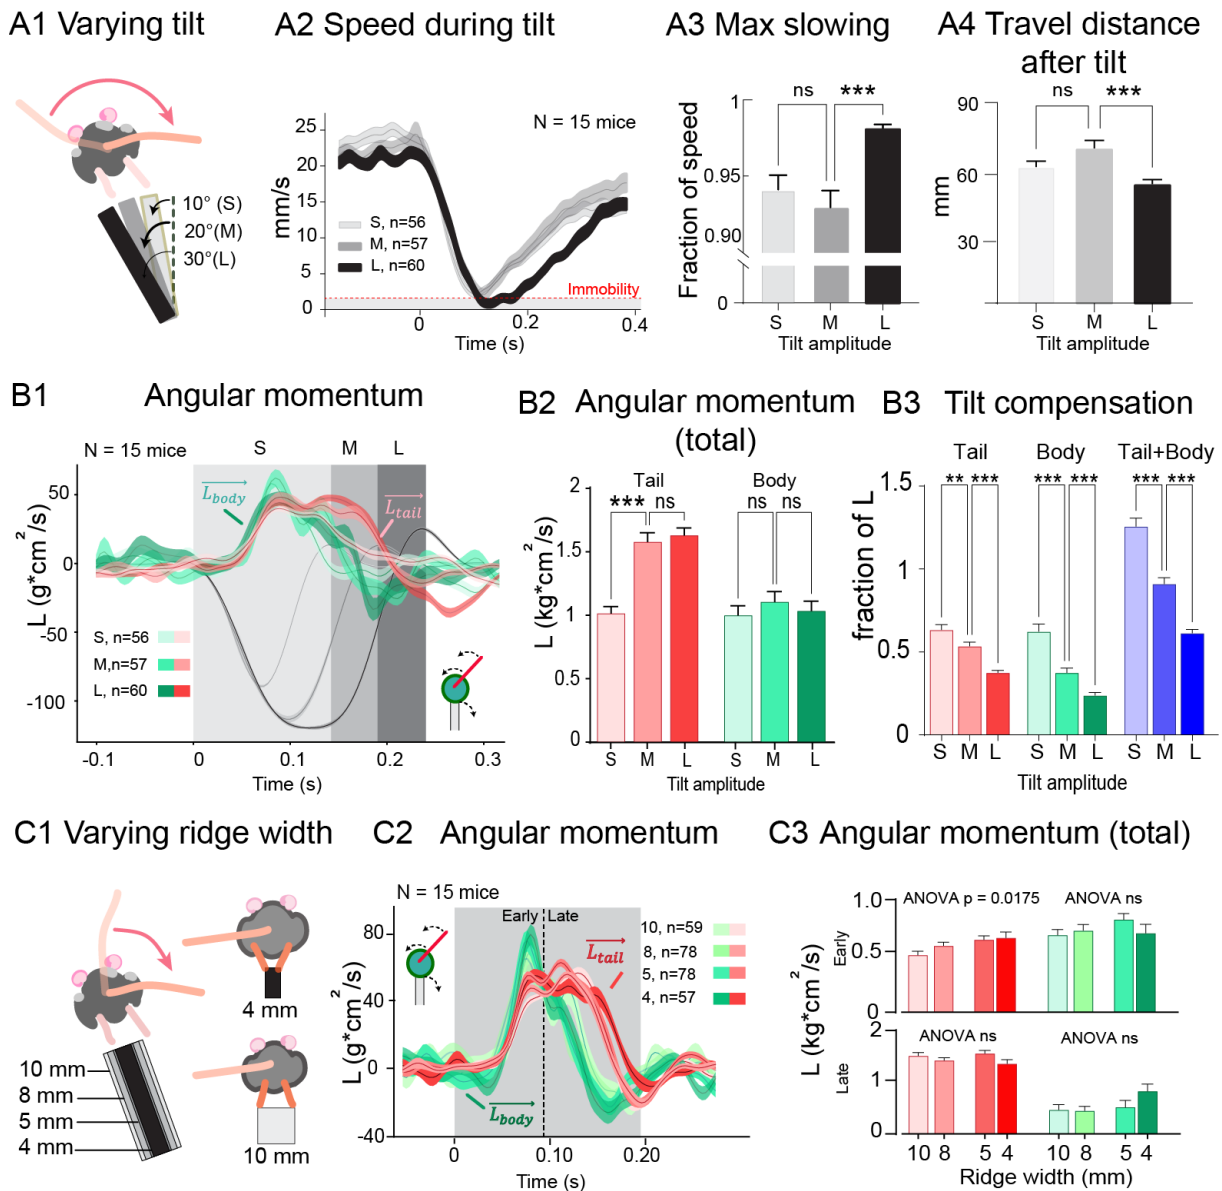 A1 Varying tilt
10° (S)
20°(M)
30°(L)
A2 Speed during tilt
N = 15 mice
mm/s
25
20
15
10
5
0
S, n=56
M, n=57
L, n=60
Immobility
0
0.2
0.4
Time (s)
A3 Max slowing
ns
***
Fraction of speed
1
0.95
0.90
0
S
M
L
Tilt amplitude
A4 Travel distance
after tilt
ns
***
mm
90
60
30
S
M
L
Tilt amplitude
B1
Angular momentum
N = 15 mice
S
M
L
L (g*cm²/s)
50
0
-50
-100
Lbody
Ltail
S, n=56
M,n=57
L, n=60
-0.1
0
0.1
0.2
0.3
Time (s)
B2 Angular momentum
(total)
Tail
Body
***
ns
ns
ns
L (kg*cm²/s)
2
1.5
1
0.5
0
S
M
L
S
M
L
Tilt amplitude
B3 Tilt compensation
Tail
Body
Tail+Body
** ***
*** ***
*** ***
fraction of L
1.5
1
0.5
0
S M L
S M L
S M L
Tilt amplitude
C1 Varying ridge width
4 mm
10 mm
8 mm
5 mm
4 mm
10 mm
C2 Angular momentum
N = 15 mice
Early
Late
10, n=59
8, n=78
5, n=78
4, n=57
Ltail
Lbody
L (g*cm²/s)
80
40
0
-40
0
0.1
0.20
Time (s)
C3 Angular momentum (total)
ANOVA p = 0.0175
ANOVA ns
L (kg*cm²/s)
Early
1.0
0.5
0
ANOVA ns
ANOVA ns
Late
2
1
0
10 8 5 4
10 8 5 4
Ridge width (mm)